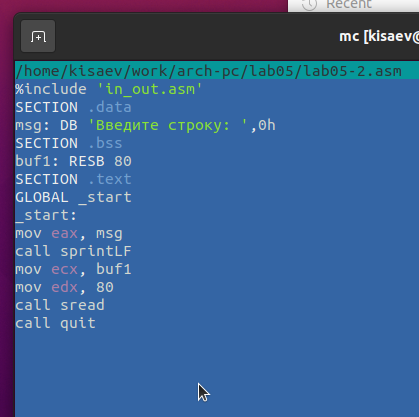 Recent
mc [kisaev@
/home/kisaev/work/arch-pc/lab05/lab05-2.asm
%include 'in_out.asm'
SECTION .data
msg: DB 'Введите строку: ',0h
SECTION .bss
buf1: RESB 80
SECTION .text
GLOBAL _start
_start:
mov eax, msg
call sprintLF
mov ecx, buf1
mov edx, 80
call sread
call quit